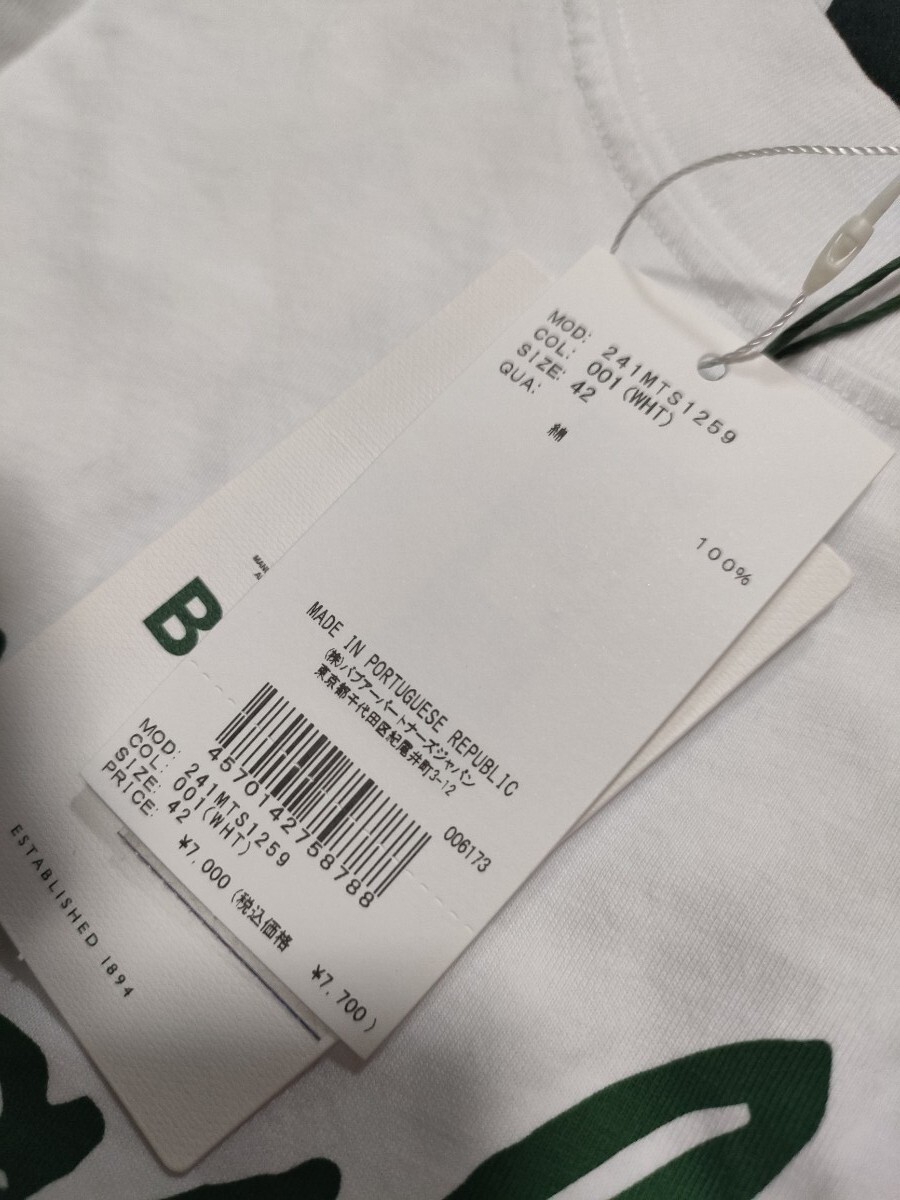 MOD: 241MTS1259
COL: 001(WHT)
SIZE: 42
QUA:
綿
100%
MADE IN PORTUGUESE REPUBLIC
(株)バブアーパートナーズジャパン
東京都千代田区紀尾井町3-12
006173
4570142758788
MOD: 241MTS1259
COL: 001(WHT)
SIZE: 42
PRICE:
¥7,000 (税込価格 ¥7,700)
B
ESTABLISHED 1894